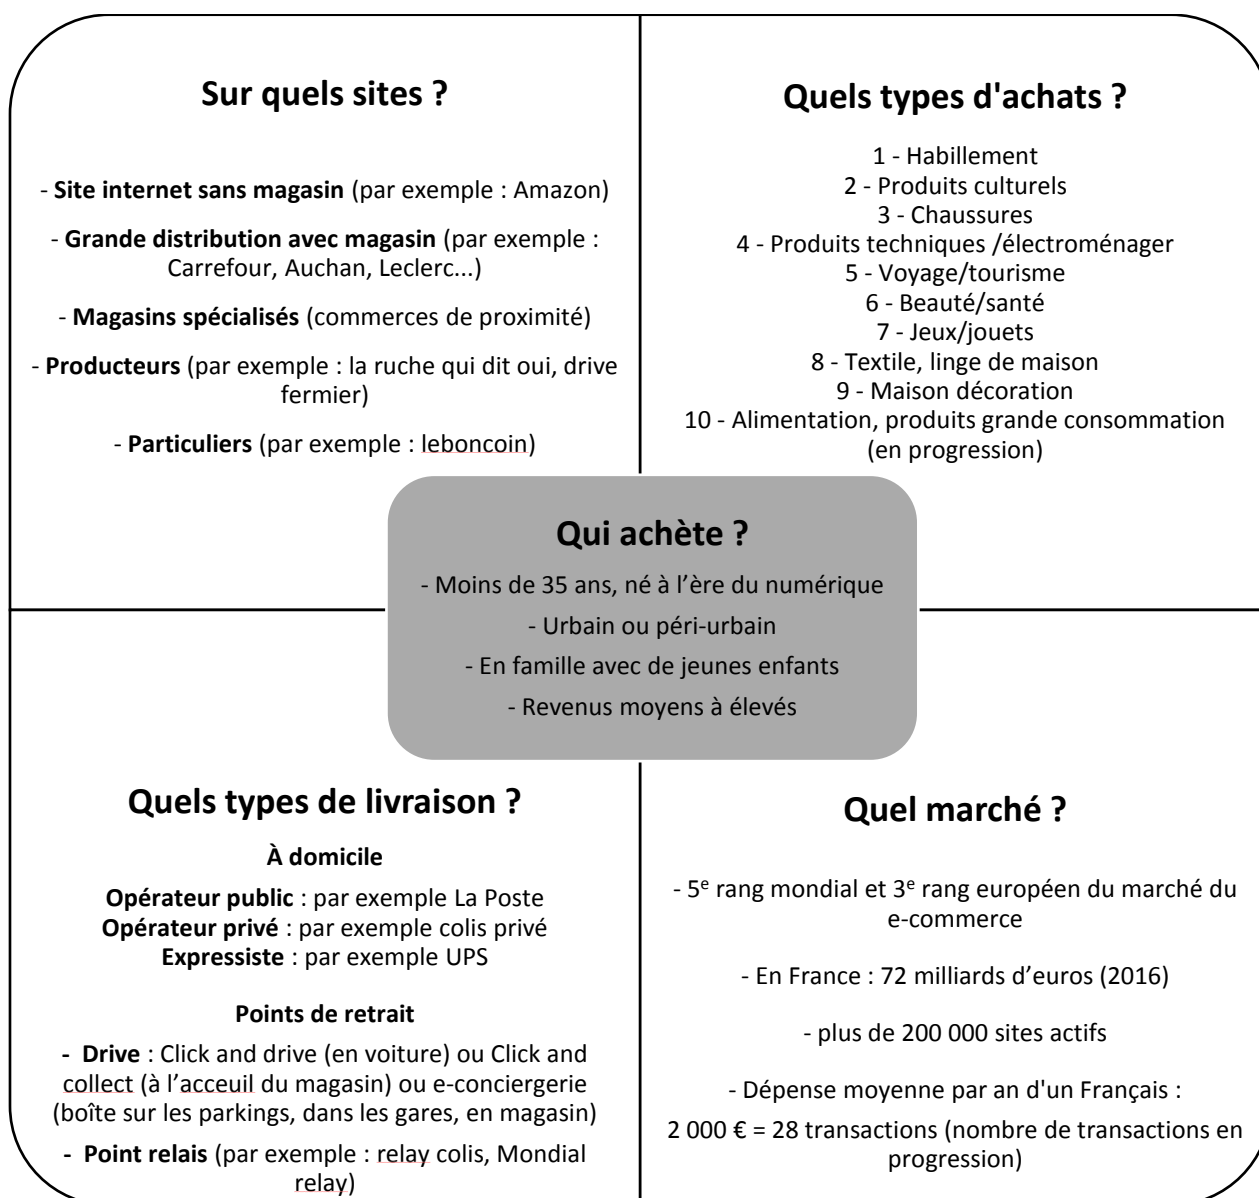 Sur quels sites ?
- Site internet sans magasin (par exemple : Amazon)
- Grande distribution avec magasin (par exemple :
Carrefour, Auchan, Leclerc...)
- Magasins spécialisés (commerces de proximité)
- Producteurs (par exemple : la ruche qui dit oui, drive
fermier)
- Particuliers (par exemple : leboncoin)
Quels types d'achats ?
1 - Habillement
2 - Produits culturels
3 - Chaussures
4 - Produits techniques /électroménager
5 - Voyage/tourisme
6 - Beauté/santé
7 - Jeux/jouets
8 - Textile, linge de maison
9 - Maison décoration
10 - Alimentation, produits grande consommation
(en progression)
Qui achète ?
- Moins de 35 ans, né à l’ère du numérique
- Urbain ou péri-urbain
- En famille avec de jeunes enfants
- Revenus moyens à élevés
Quels types de livraison ?
À domicile
Opérateur public : par exemple La Poste
Opérateur privé : par exemple colis privé
Expressiste : par exemple UPS
Points de retrait
- Drive : Click and drive (en voiture) ou Click and
collect (à l’acceuil du magasin) ou e-conciergerie
(boîte sur les parkings, dans les gares, en magasin)
- Point relais (par exemple : relay colis, Mondial
relay)
Quel marché ?
- 5e rang mondial et 3e rang européen du marché du
e-commerce
- En France : 72 milliards d’euros (2016)
- plus de 200 000 sites actifs
- Dépense moyenne par an d'un Français :
2 000 € = 28 transactions (nombre de transactions en
progression)